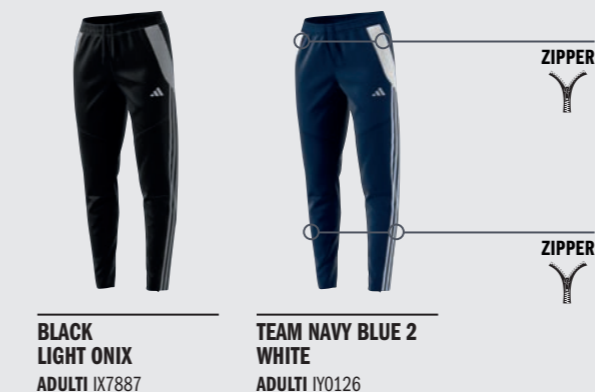 ZIPPER
ZIPPER
BLACK
LIGHT ONIX
ADULTI IX7887
TEAM NAVY BLUE 2
WHITE
ADULTI IY0126